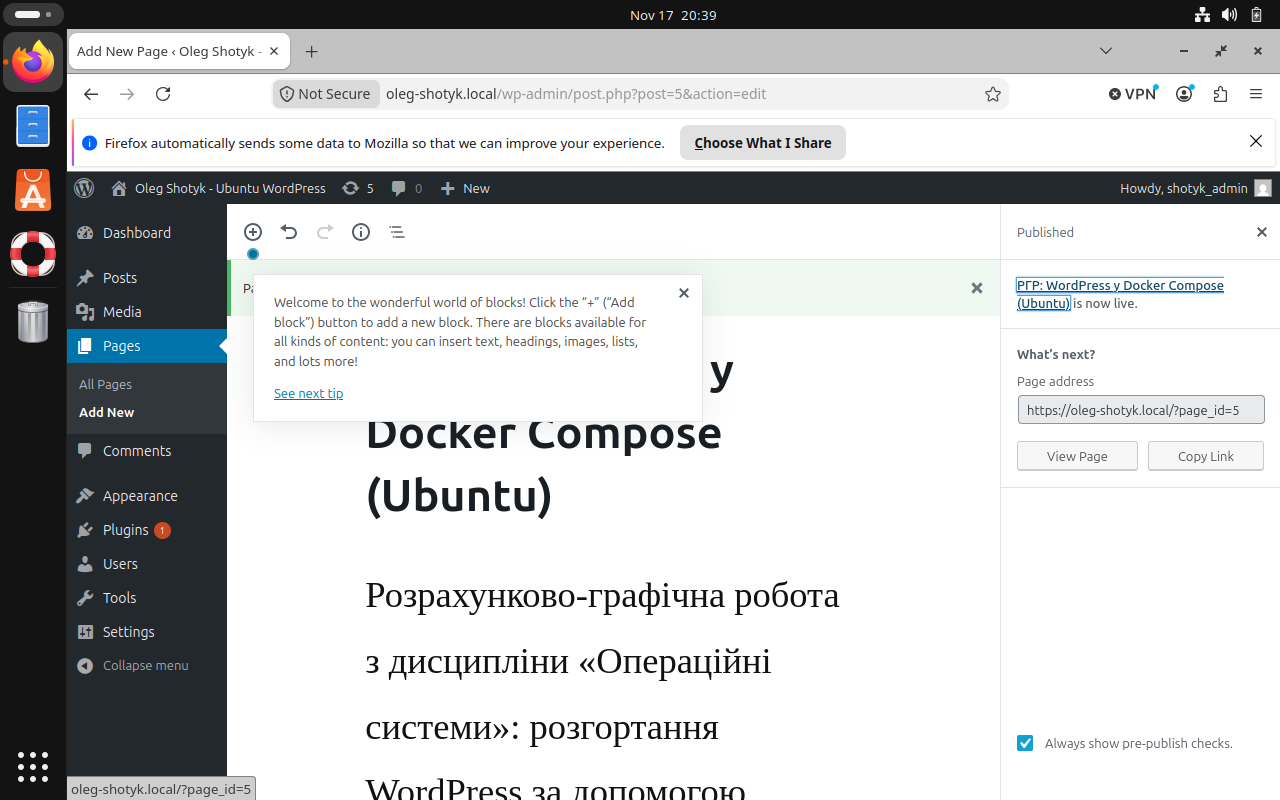 Nov 17 20:39
Add New Page ‹ Oleg Shotyk -
Not Secure
oleg-shotyk.local/wp-admin/post.php?post=5&action=edit
VPN
Firefox automatically sends some data to Mozilla so that we can improve your experience.
Choose What I Share
Oleg Shotyk - Ubuntu WordPress
5
0
New
Howdy, shotyk_admin
Dashboard
Posts
Media
Pages
All Pages
Add New
Comments
Appearance
Plugins 1
Users
Tools
Settings
Collapse menu
Welcome to the wonderful world of blocks! Click the “+” (“Add
block”) button to add a new block. There are blocks available for
all kinds of content: you can insert text, headings, images, lists,
and lots more!
See next tip
у
Docker Compose
(Ubuntu)
Розрахунково-графічна робота
з дисципліни «Операційні
системи»: розгортання
WordPress за допомогою
Published
РГР: WordPress у Docker Compose
(Ubuntu) is now live.
What’s next?
Page address
https://oleg-shotyk.local/?page_id=5
View Page
Copy Link
Always show pre-publish checks.
oleg-shotyk.local/?page_id=5